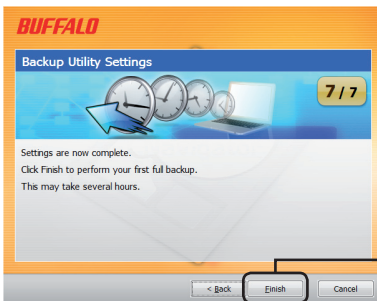 BUFFALO
Backup Utility Settings
7 / 7
Settings are now complete.
Click Finish to perform your first full backup.
This may take several hours.
< Back
Finish
Cancel